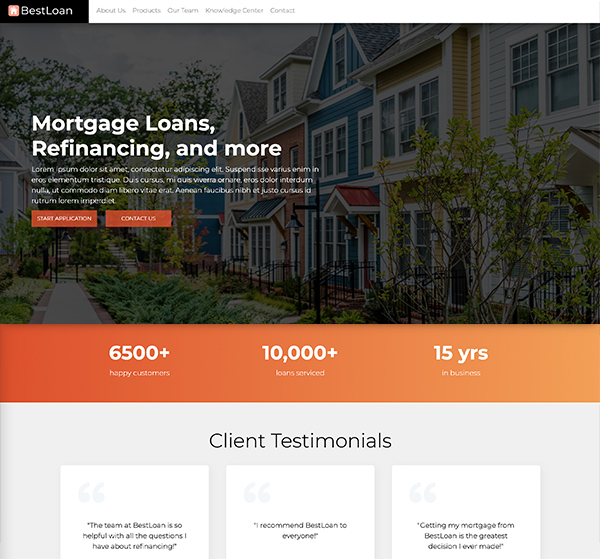 BestLoan
About Us Products Our Team Knowledge Center Contact
Mortgage Loans,
Refinancing, and more
Lorem ipsum dolor sit amet, consectetur adipiscing elit. Suspendisse varius enim in
eros elementum tristique. Duis cursus, mi quis viverra ornare, eros dolor interdum
nulla, ut commodo diam libero vitae erat. Aenean faucibus nibh et justo cursus id
rutrum lorem imperdiet.
START APPLICATION CONTACT US
6500+ 10,000+ 15 yrs
happy customers loans serviced in business
Client Testimonials
"The team at BestLoan is so
helpful with all the questions I
have about refinancing!"
"I recommend BestLoan to
everyone!"
"Getting my mortgage from
BestLoan is the greatest
decision I ever made!"